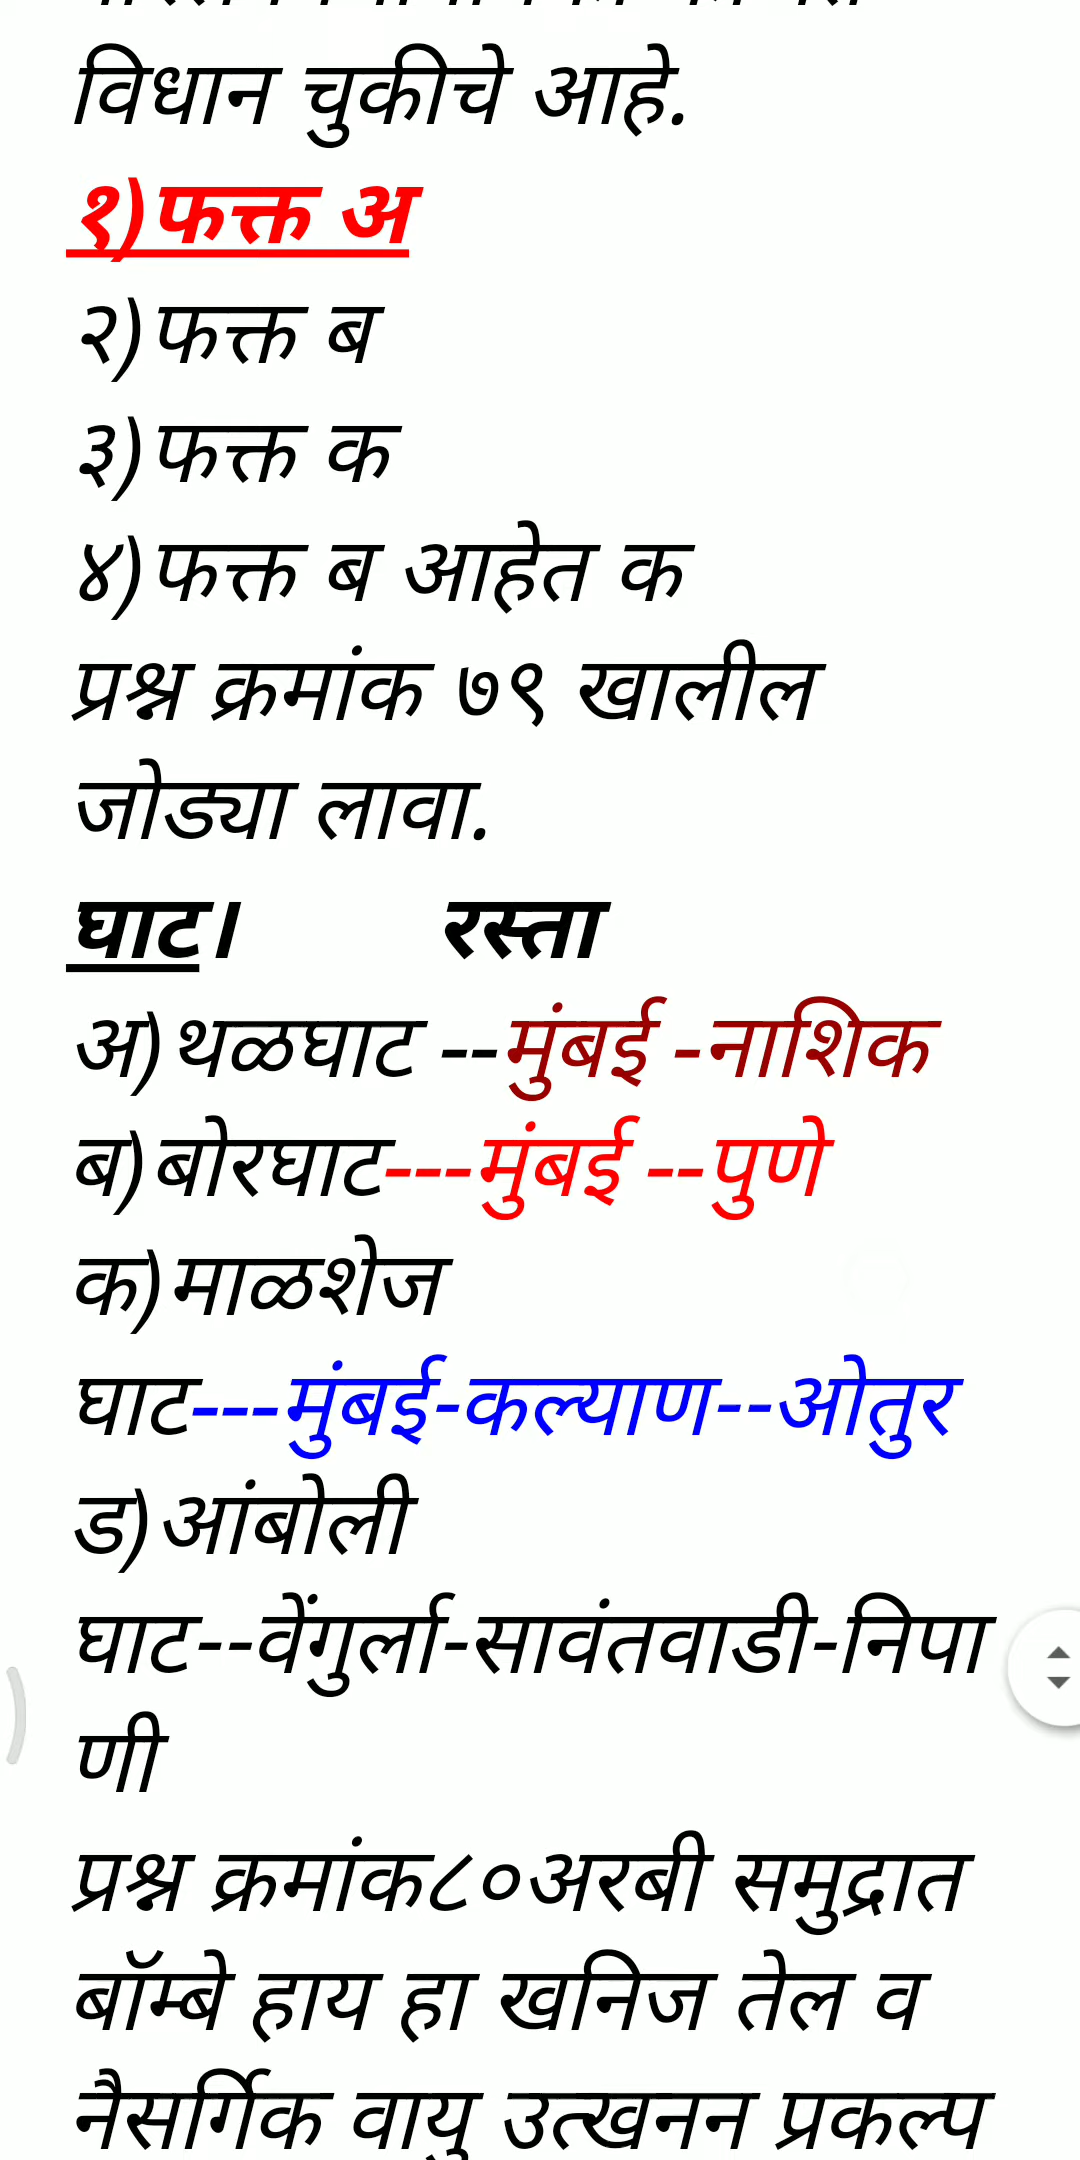 विधान चुकीचे आहे.
१)फक्त अ
२)फक्त ब
३)फक्त क
४)फक्त ब आहेत क
प्रश्न क्रमांक ७९ खालील
जोड्या लावा.
घाट। रस्ता
अ)थळघाट --मुंबई -नाशिक
ब)बोरघाट---मुंबई --पुणे
क)माळशेज
घाट---मुंबई-कल्याण--ओतुर
ड)आंबोली
घाट--वेंगुर्ला-सावंतवाडी-निपा
णी
प्रश्न क्रमांक८०अरबी समुद्रात
बॉम्बे हाय हा खनिज तेल व
नैसर्गिक वायु उत्खनन प्रकल्प